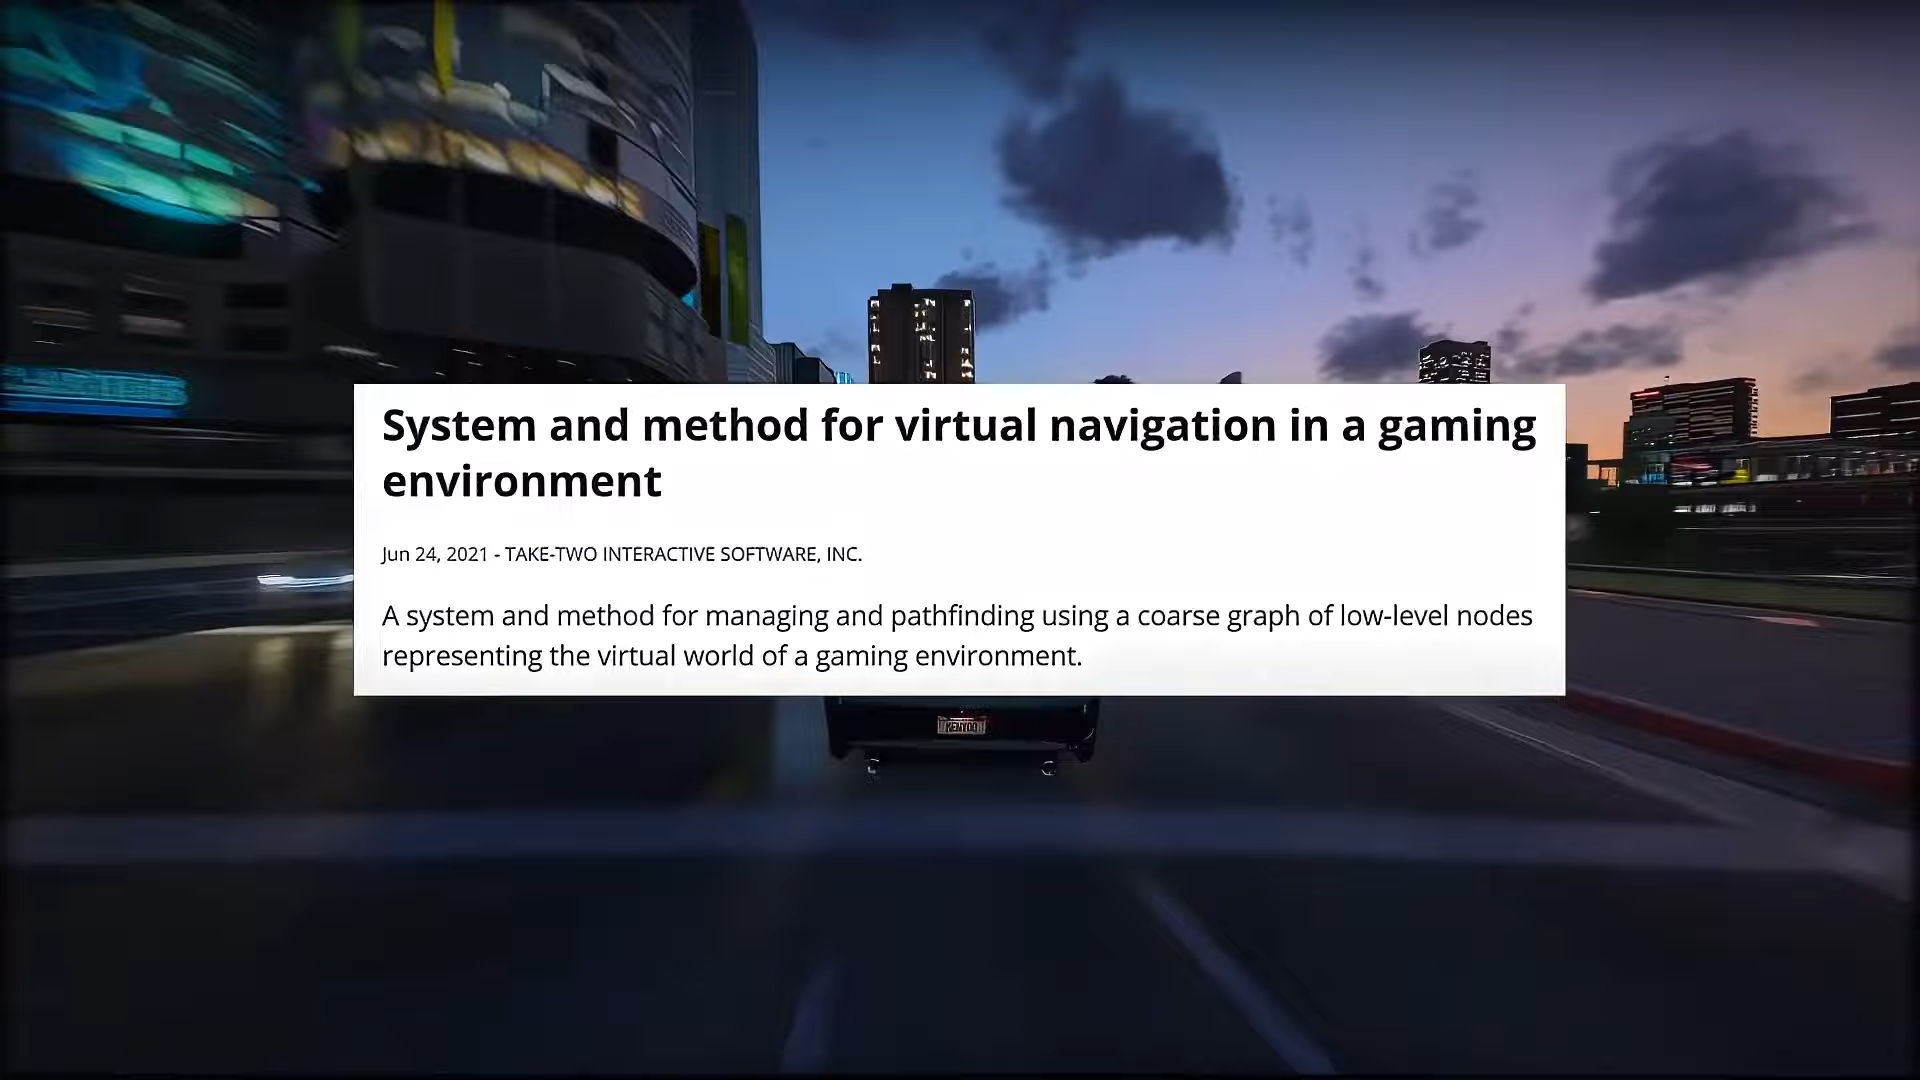 System and method for virtual navigation in a gaming
environment
Jun 24, 2021 - TAKE-TWO INTERACTIVE SOFTWARE, INC.
A system and method for managing and pathfinding using a coarse graph of low-level nodes
representing the virtual world of a gaming environment.